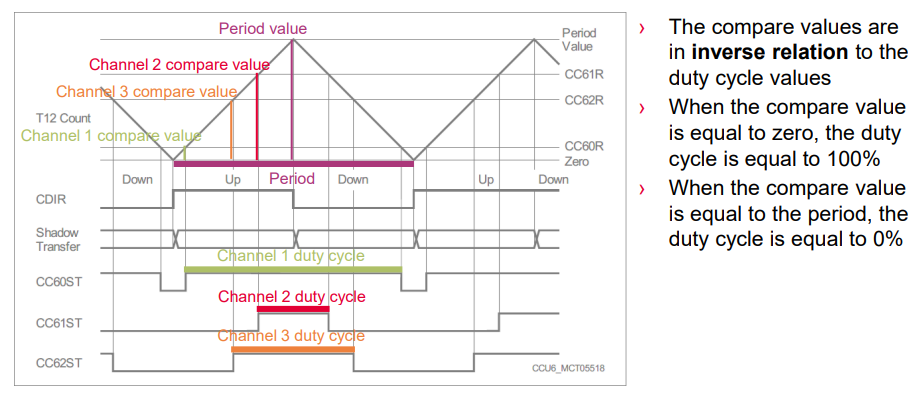 Period value
Period
Value
Channel 2 compare value
CC61R
Channel 3 compare value
CC62R
T12 Count
Channel 1 compare value
CC60R
Zero
Down
Up
Period
Down
Up
Down
CDIR
Shadow
Transfer
Channel 1 duty cycle
CC60ST
Channel 2 duty cycle
CC61ST
Channel 3 duty cycle
CC62ST
CCU6_MCT05518
› The compare values are
in inverse relation to the
duty cycle values
› When the compare value
is equal to zero, the duty
cycle is equal to 100%
› When the compare value
is equal to the period, the
duty cycle is equal to 0%